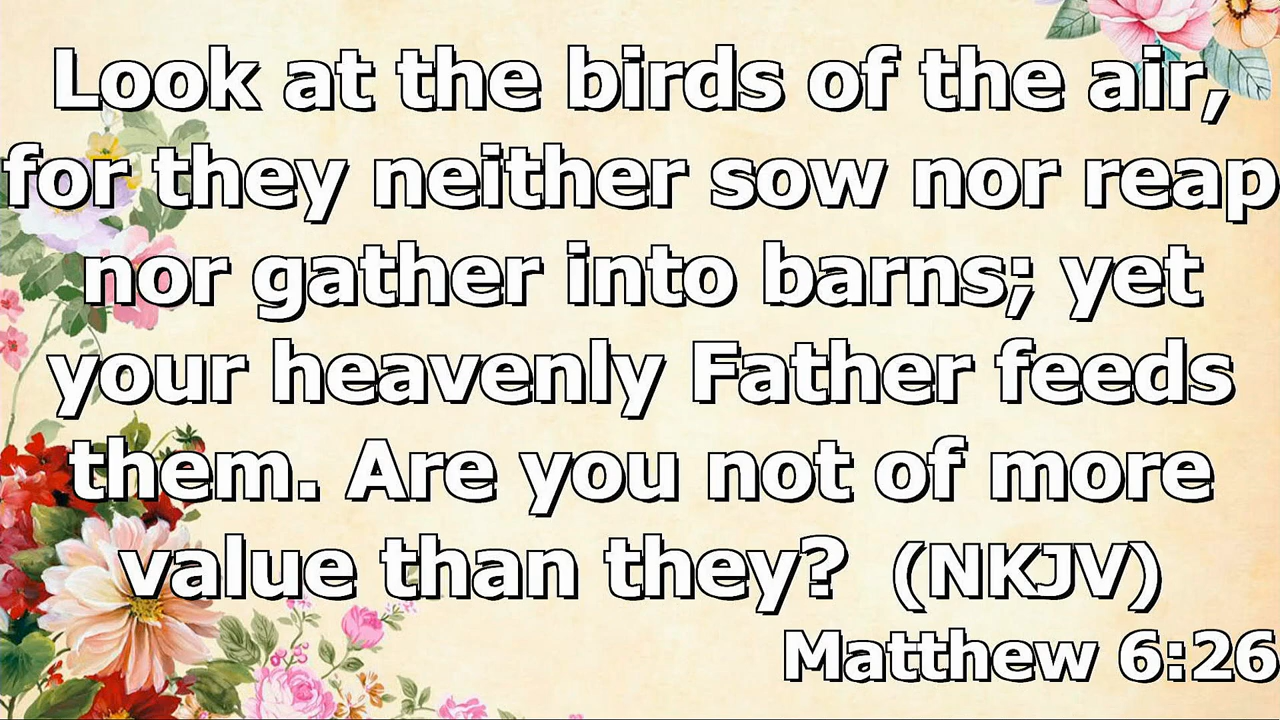 Look at the birds of the air,
for they neither sow nor reap
nor gather into barns; yet
your heavenly Father feeds
them. Are you not of more
value than they? (NKJV)
Matthew 6:26